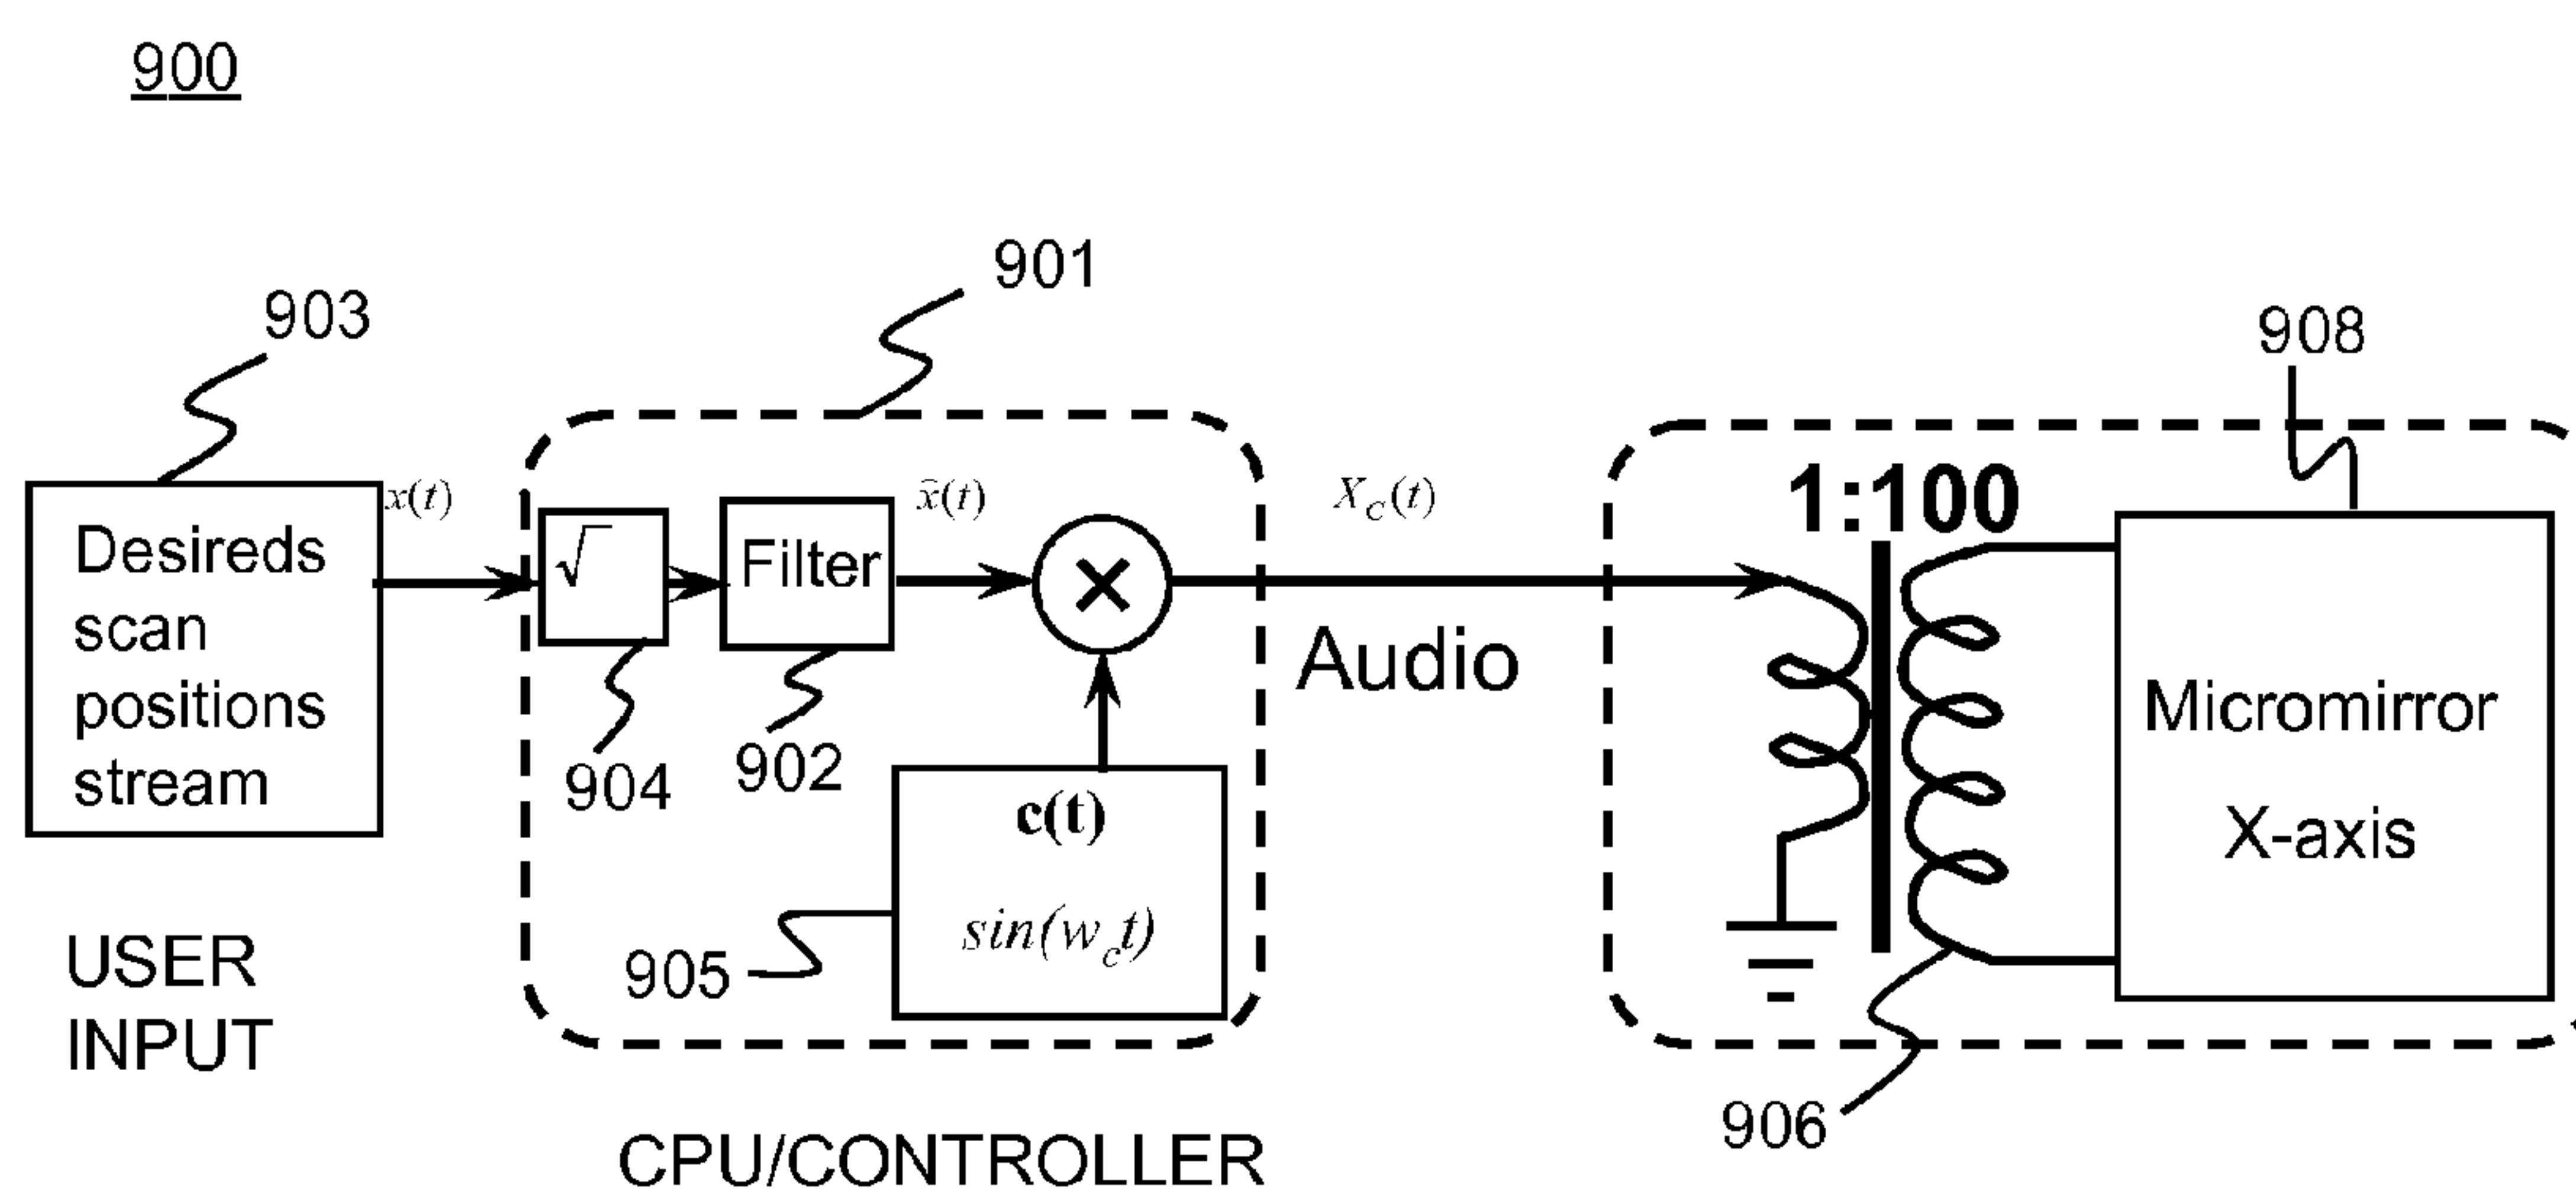 900
901
903
908
1:100
x(t)
x̂(t)
X_C(t)
√
Filter
×
Desireds
scan
positions
stream
Audio
Micromirror
X-axis
904
902
c(t)
sin(w_c t)
905
906
USER
INPUT
CPU/CONTROLLER